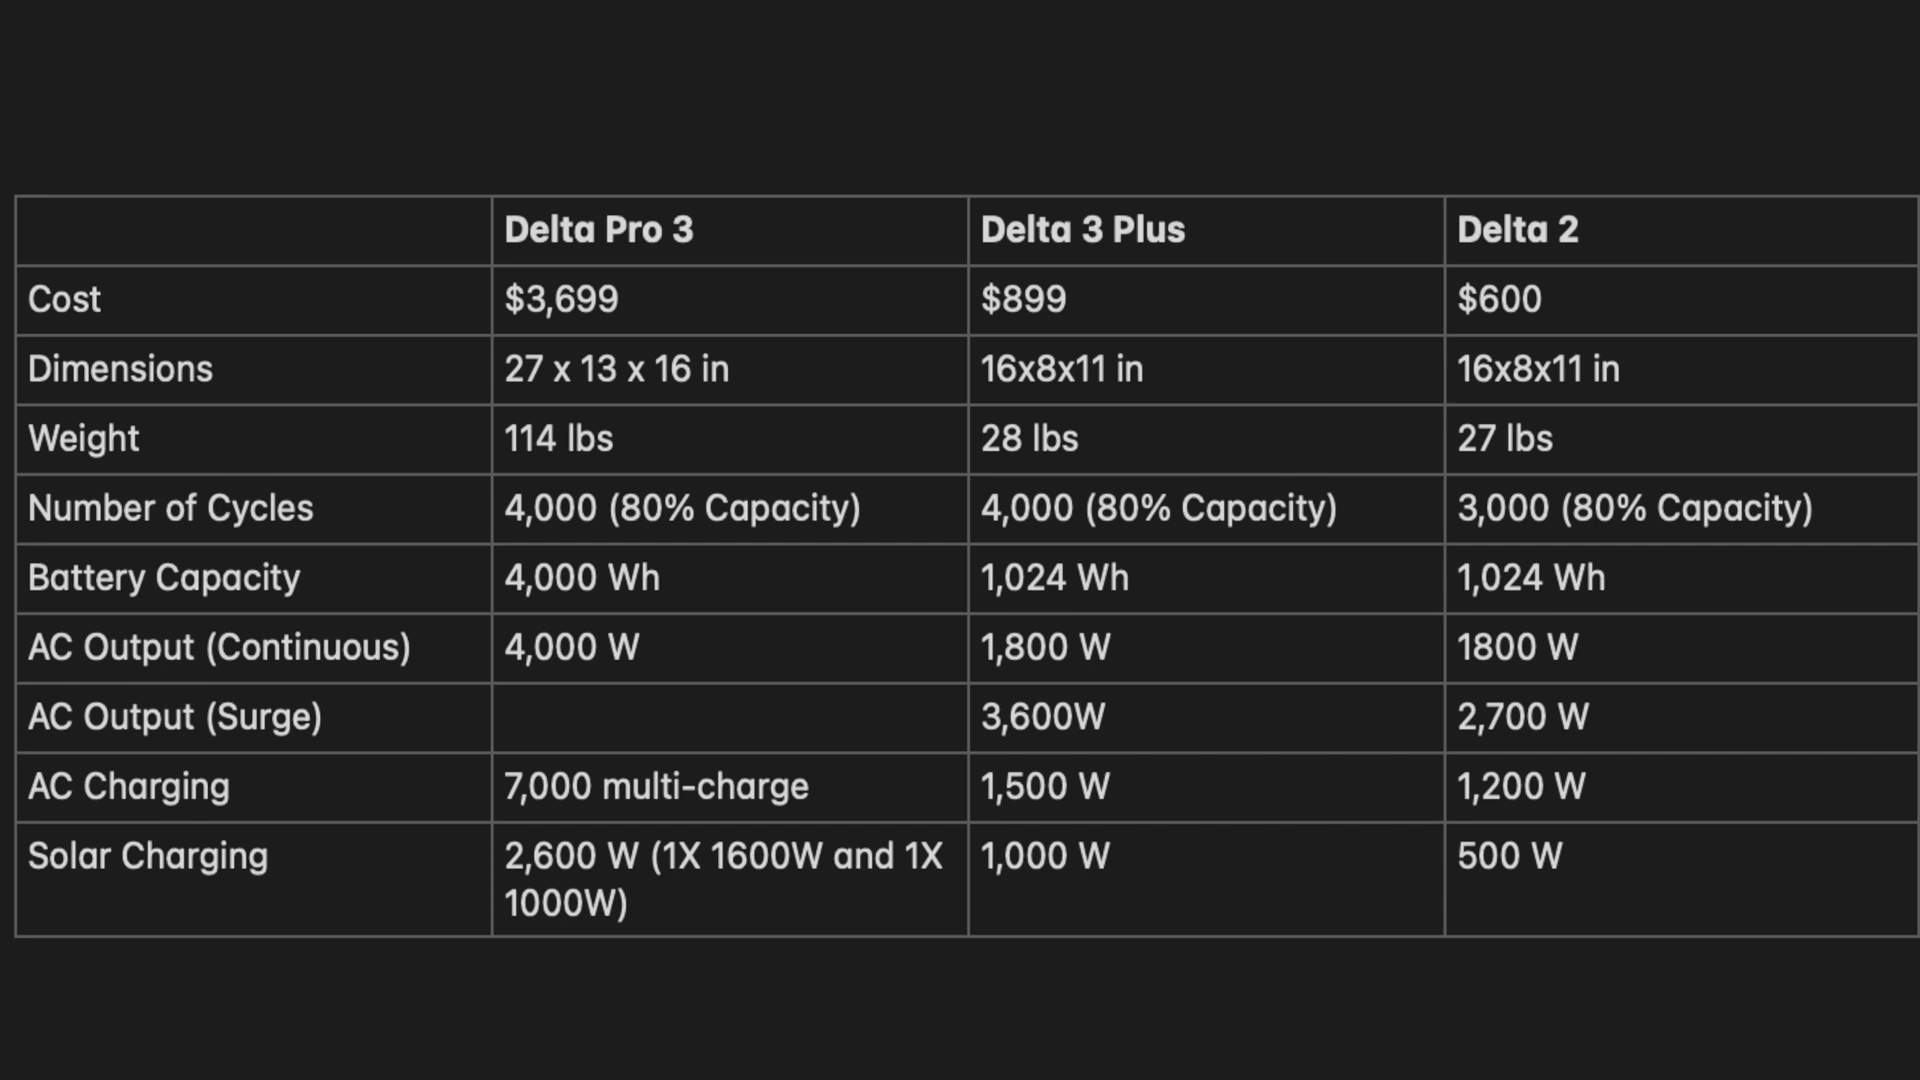 Delta Pro 3 Delta 3 Plus Delta 2
Cost $3,699 $899 $600
Dimensions 27 x 13 x 16 in 16x8x11 in 16x8x11 in
Weight 114 lbs 28 lbs 27 lbs
Number of Cycles 4,000 (80% Capacity) 4,000 (80% Capacity) 3,000 (80% Capacity)
Battery Capacity 4,000 Wh 1,024 Wh 1,024 Wh
AC Output (Continuous) 4,000 W 1,800 W 1800 W
AC Output (Surge) 3,600W 2,700 W
AC Charging 7,000 multi-charge 1,500 W 1,200 W
Solar Charging 2,600 W (1X 1600W and 1X 1,000 W 500 W
1000W)